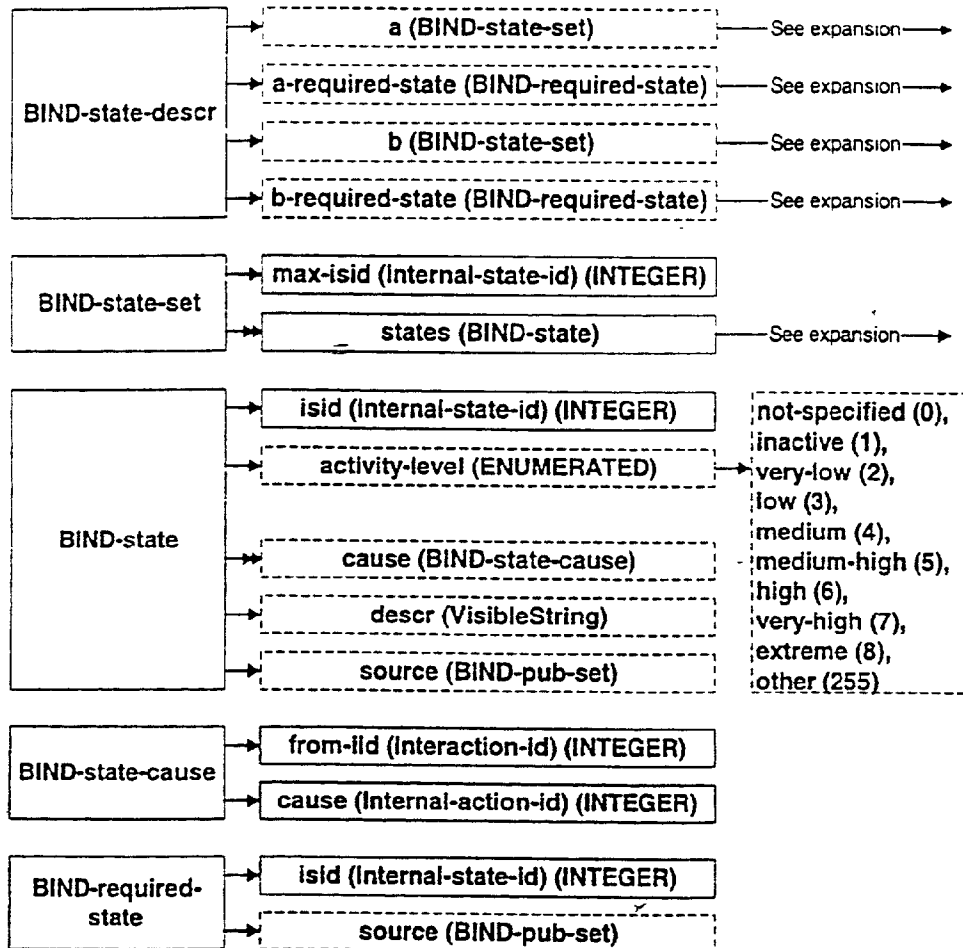 a (BIND-state-set)
See expansion
a-required-state (BIND-required-state)
See expansion
BIND-state-descr
b (BIND-state-set)
See expansion
b-required-state (BIND-required-state)
See expansion
BIND-state-set
max-isid (Internal-state-id) (INTEGER)
states (BIND-state)
See expansion
BIND-state
isid (Internal-state-id) (INTEGER)
activity-level (ENUMERATED)
cause (BIND-state-cause)
descr (VisibleString)
source (BIND-pub-set)
not-specified (0),
inactive (1),
very-low (2),
low (3),
medium (4),
medium-high (5),
high (6),
very-high (7),
extreme (8),
other (255)
BIND-state-cause
from-iid (Interaction-id) (INTEGER)
cause (Internal-action-id) (INTEGER)
BIND-required-
state
isid (Internal-state-id) (INTEGER)
source (BIND-pub-set)